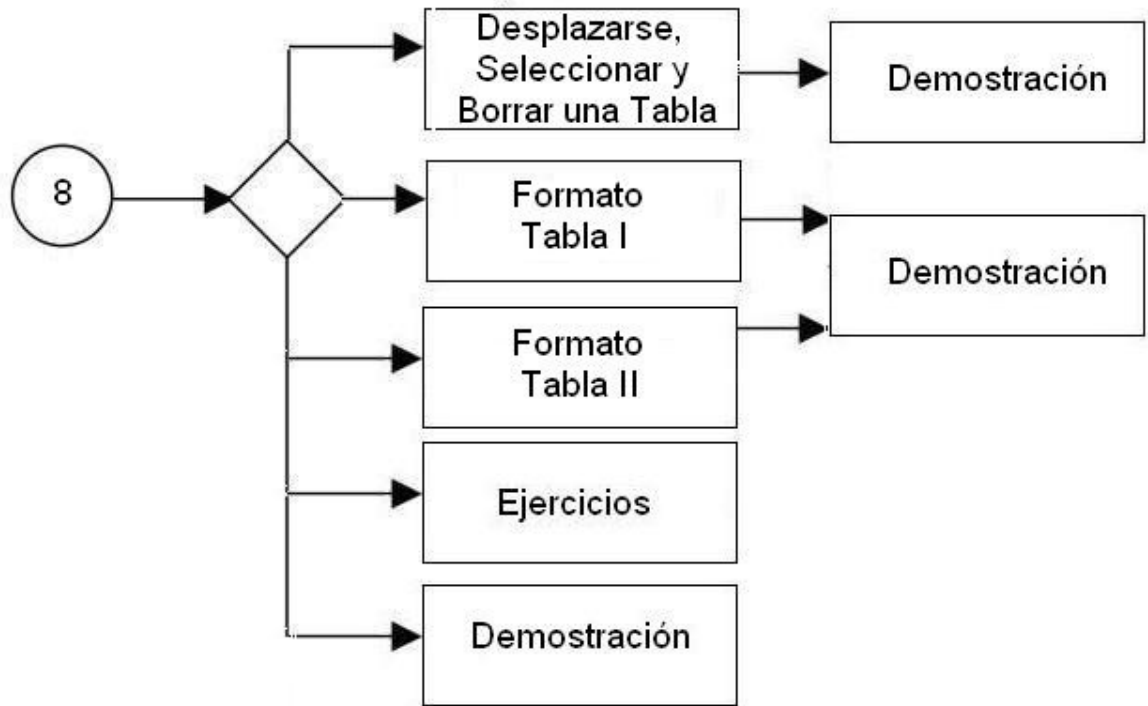 Desplazarse,
Seleccionar y
Borrar una Tabla
Demostración
8
Formato
Tabla I
Demostración
Formato
Tabla II
Ejercicios
Demostración